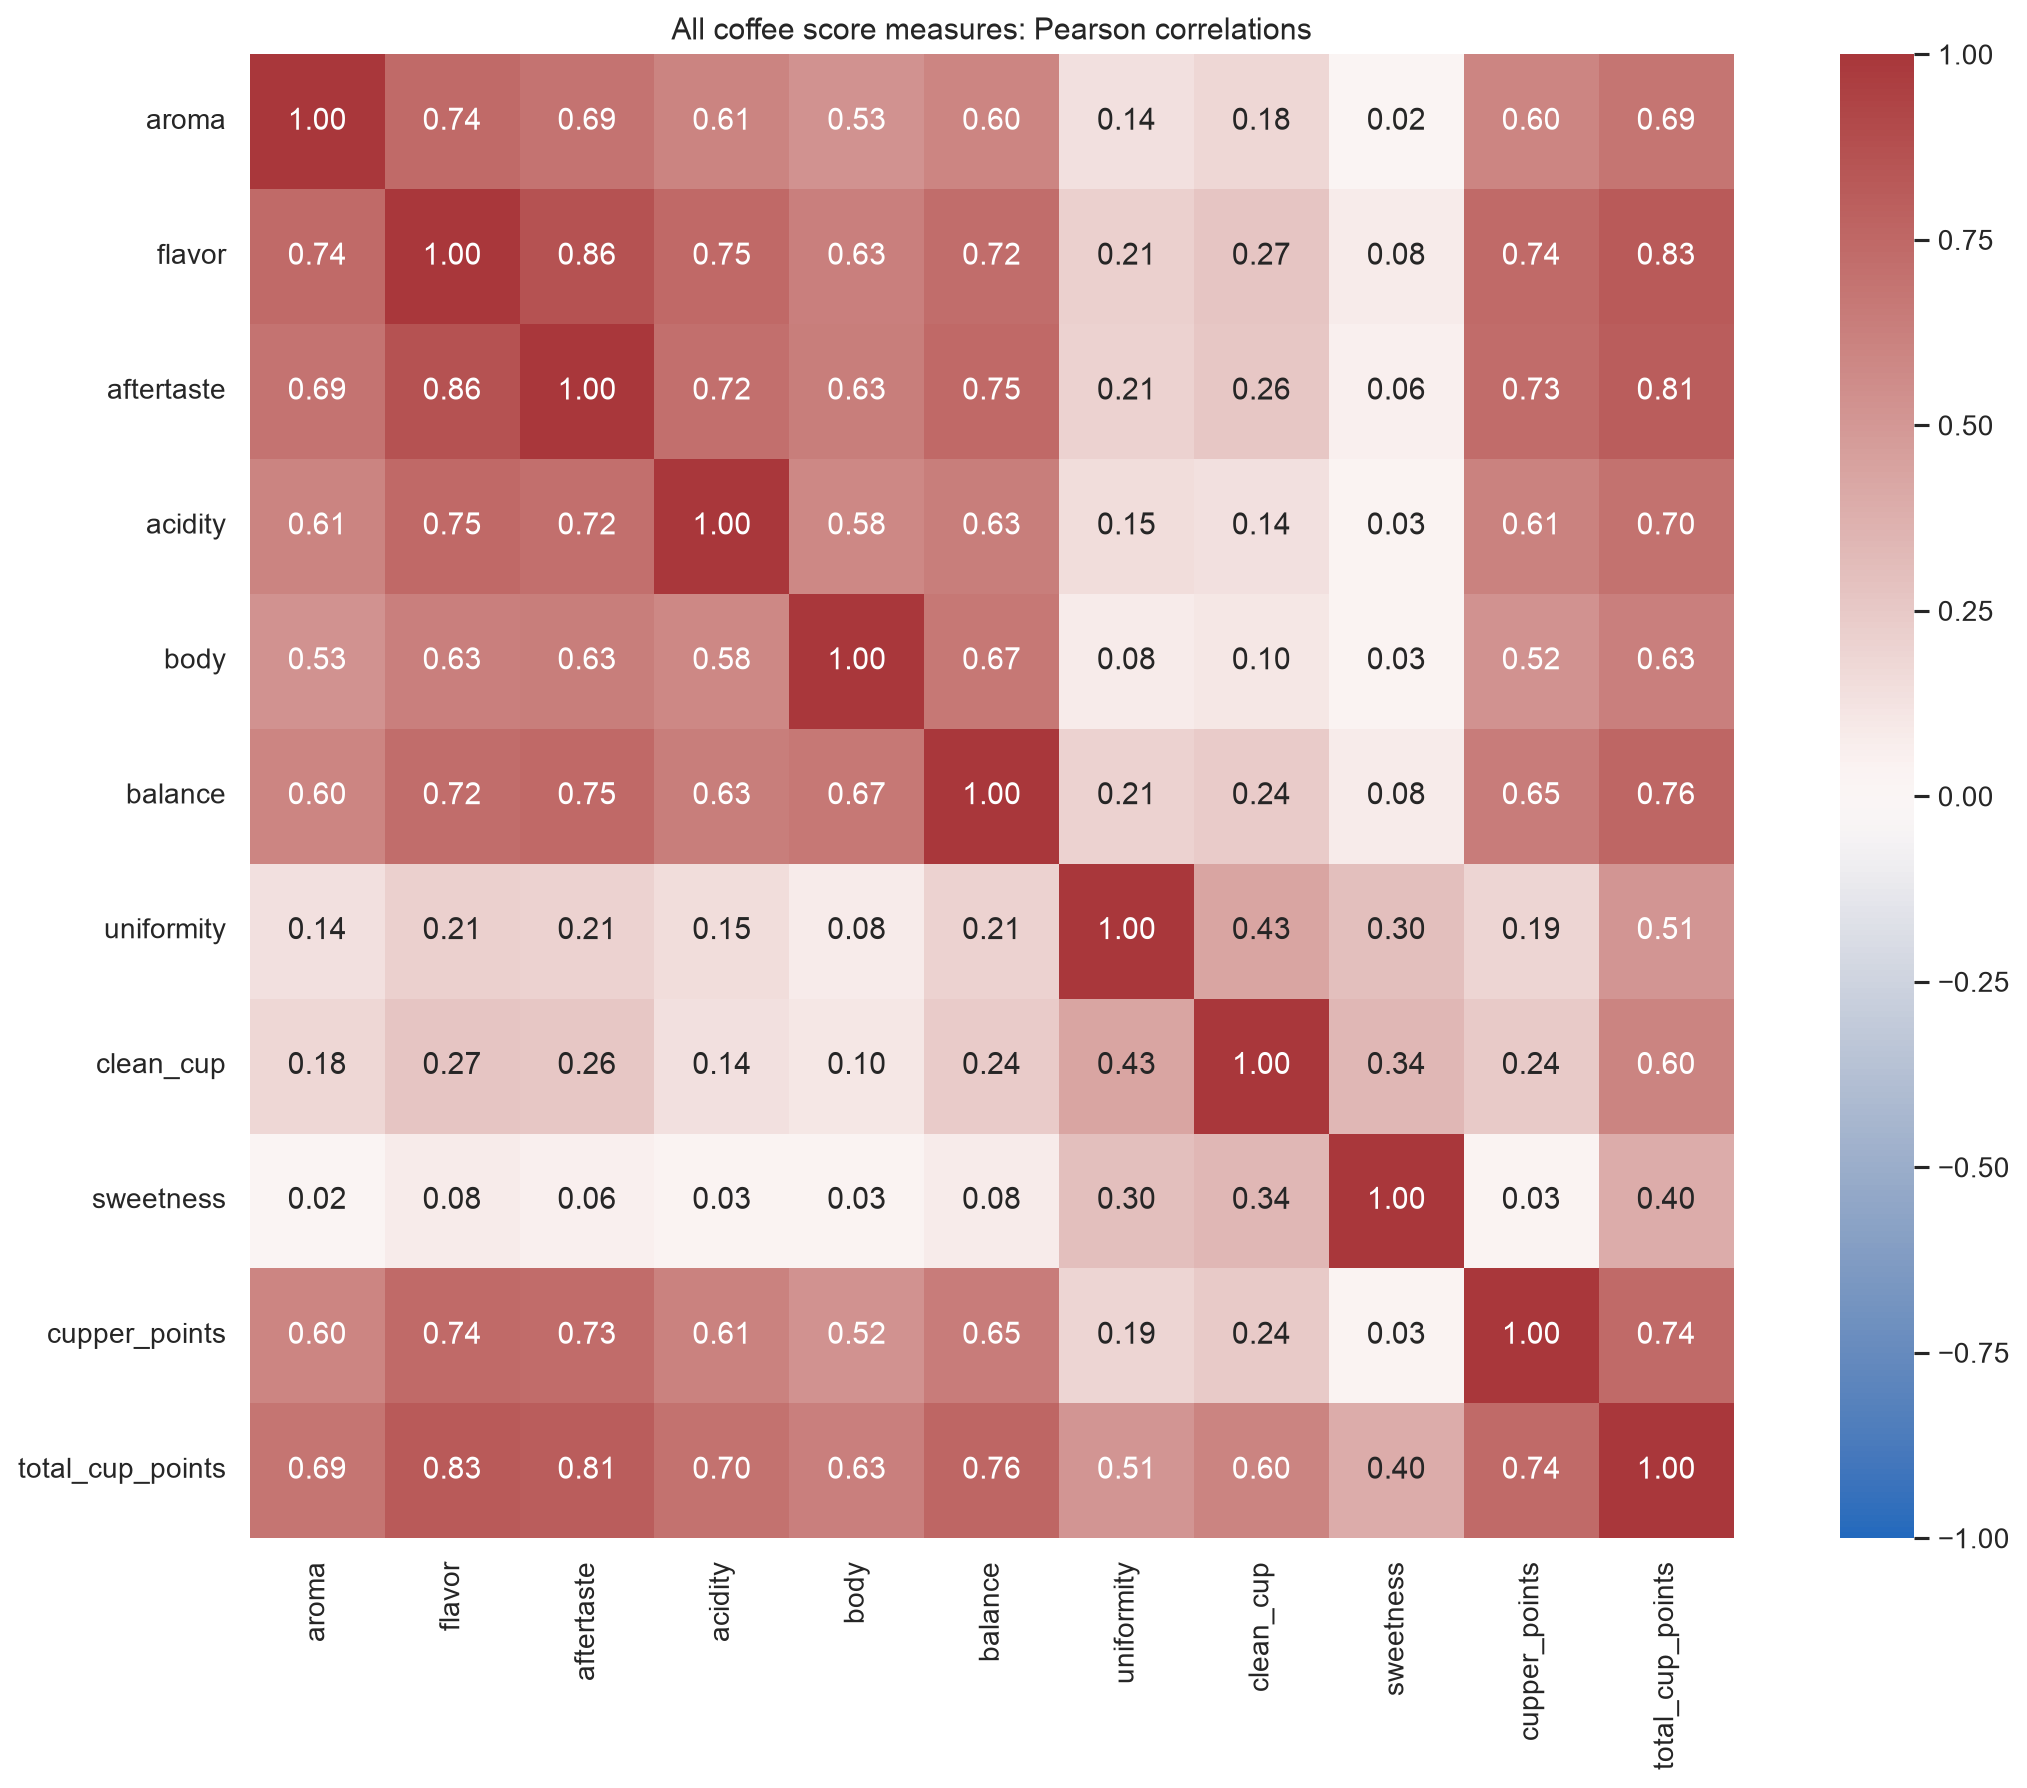 All coffee score measures: Pearson correlations
aroma 1.00 0.74 0.69 0.61 0.53 0.60 0.14 0.18 0.02 0.60 0.69
flavor 0.74 1.00 0.86 0.75 0.63 0.72 0.21 0.27 0.08 0.74 0.83
aftertaste 0.69 0.86 1.00 0.72 0.63 0.75 0.21 0.26 0.06 0.73 0.81
acidity 0.61 0.75 0.72 1.00 0.58 0.63 0.15 0.14 0.03 0.61 0.70
body 0.53 0.63 0.63 0.58 1.00 0.67 0.08 0.10 0.03 0.52 0.63
balance 0.60 0.72 0.75 0.63 0.67 1.00 0.21 0.24 0.08 0.65 0.76
uniformity 0.14 0.21 0.21 0.15 0.08 0.21 1.00 0.43 0.30 0.19 0.51
clean_cup 0.18 0.27 0.26 0.14 0.10 0.24 0.43 1.00 0.34 0.24 0.60
sweetness 0.02 0.08 0.06 0.03 0.03 0.08 0.30 0.34 1.00 0.03 0.40
cupper_points 0.60 0.74 0.73 0.61 0.52 0.65 0.19 0.24 0.03 1.00 0.74
total_cup_points 0.69 0.83 0.81 0.70 0.63 0.76 0.51 0.60 0.40 0.74 1.00
aroma
flavor
aftertaste
acidity
body
balance
uniformity
clean_cup
sweetness
cupper_points
total_cup_points
1.00
0.75
0.50
0.25
0.00
−0.25
−0.50
−0.75
−1.00